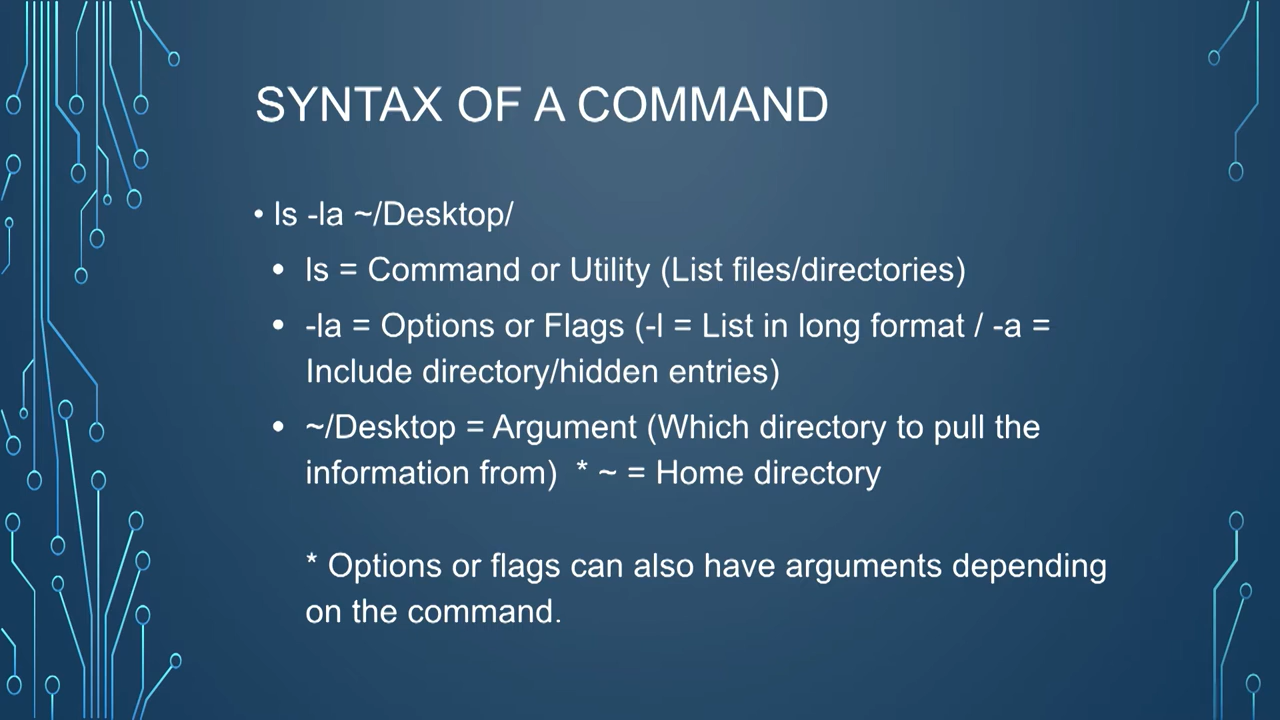 SYNTAX OF A COMMAND
• ls -la ~/Desktop/
• ls = Command or Utility (List files/directories)
• -la = Options or Flags (-l = List in long format / -a =
Include directory/hidden entries)
• ~/Desktop = Argument (Which directory to pull the
information from)  * ~ = Home directory
* Options or flags can also have arguments depending
on the command.